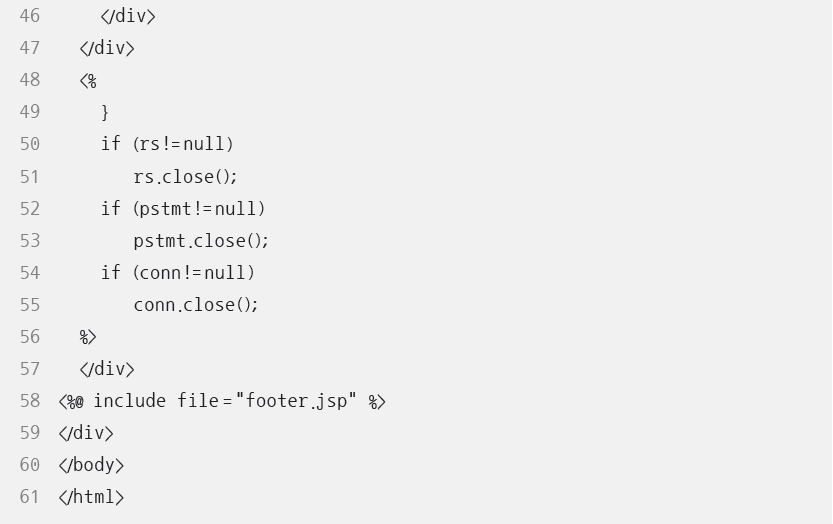 46      </div>
47    </div>
48    <%
49      }
50      if (rs!=null)
51         rs.close();
52      if (pstmt!=null)
53         pstmt.close();
54      if (conn!=null)
55         conn.close();
56    %>
57    </div>
58  <%@ include file="footer.jsp" %>
59  </div>
60  </body>
61  </html>